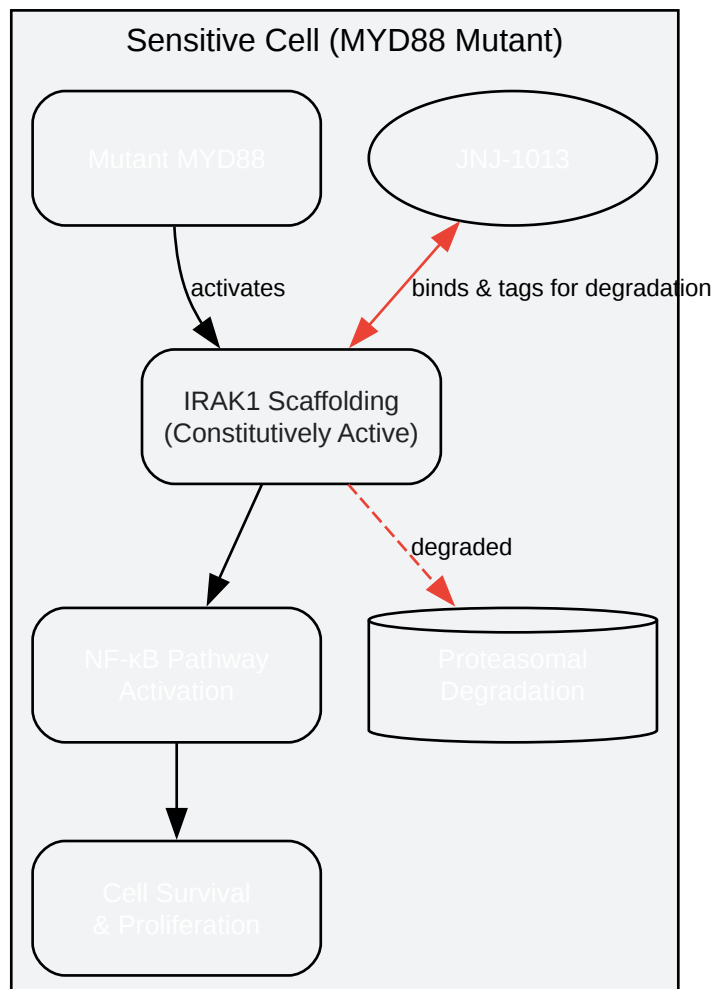 Sensitive Cell (MYD88 Mutant)
Mutant MYD88
JNJ-1013
activates
binds & tags for degradation
IRAK1 Scaffolding
(Constitutively Active)
degraded
NF-κB Pathway
Activation
Proteasomal
Degradation
Cell Survival
& Proliferation